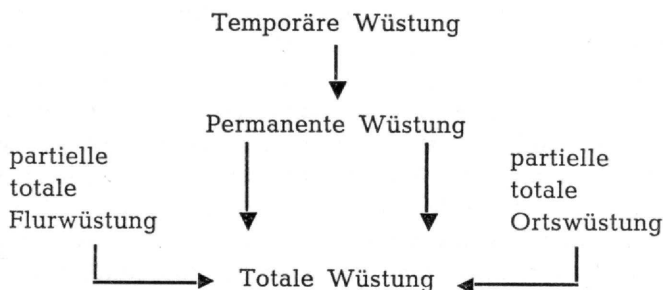 Temporäre Wüstung
Permanente Wüstung
partielle
totale
Flurwüstung
partielle
totale
Ortswüstung
Totale Wüstung